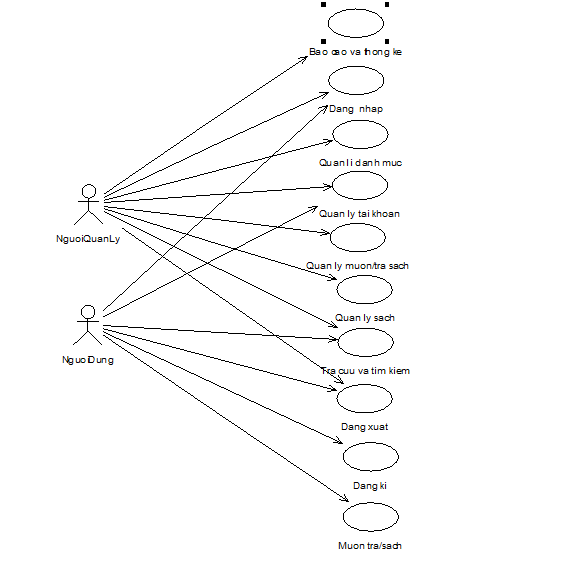 Bao cao va thong ke
Dang nhap
Quan li danh muc
Quan ly tai khoan
NguoiQuanLy
Quan ly muon/tra sach
Quan ly sach
NguoiDung
Tra cuu va tim kiem
Dang xuat
Dang ki
Muon tra/sach